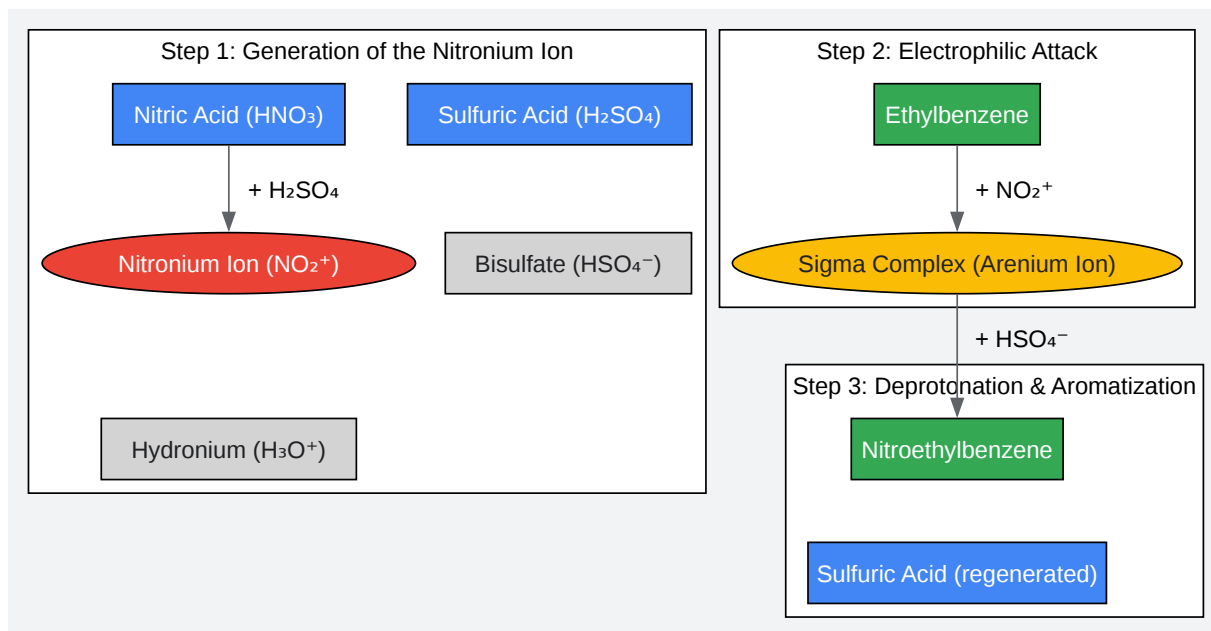 Step 1: Generation of the Nitronium Ion
Nitric Acid (HNO₃)
Sulfuric Acid (H₂SO₄)
+ H₂SO₄
Nitronium Ion (NO₂⁺)
Bisulfate (HSO₄⁻)
Hydronium (H₃O⁺)
Step 2: Electrophilic Attack
Ethylbenzene
+ NO₂⁺
Sigma Complex (Arenium Ion)
+ HSO₄⁻
Step 3: Deprotonation & Aromatization
Nitroethylbenzene
Sulfuric Acid (regenerated)